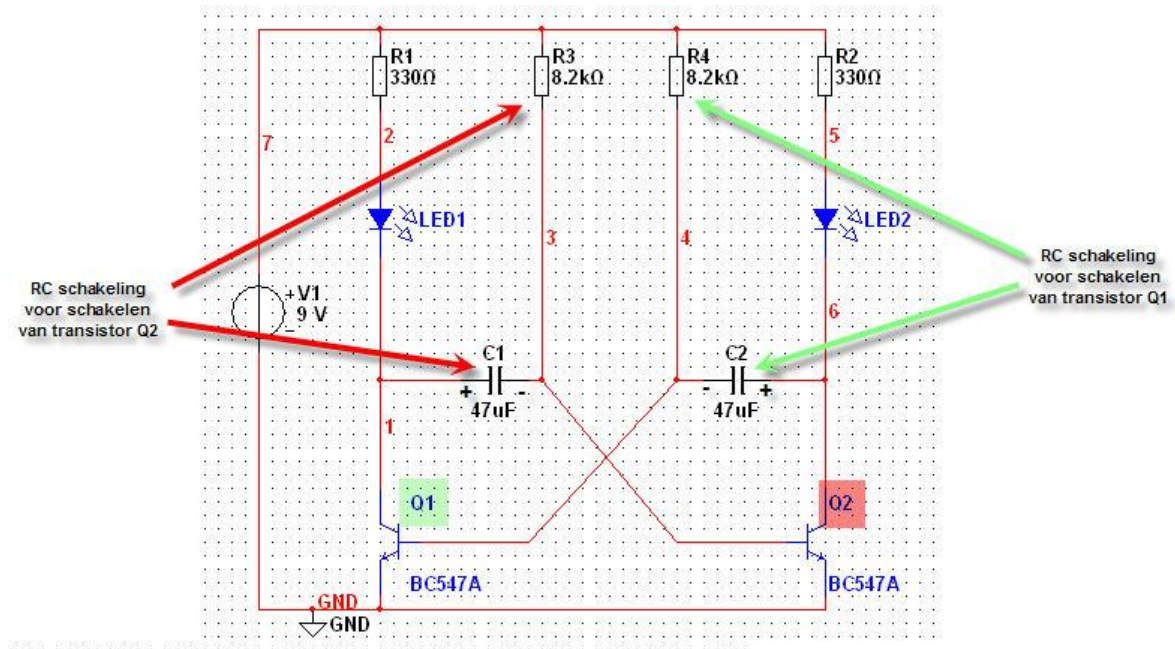 R1
330Ω
R3
8.2kΩ
R4
8.2kΩ
R2
330Ω
7
2
5
LED1
LED2
3
4
6
RC schakeling
voor schakelen
van transistor Q2
+
V1
9 V
−
RC schakeling
voor schakelen
van transistor Q1
C1
+
-
47uF
C2
-
+
47uF
1
Q1
Q2
BC547A
BC547A
GND
GND